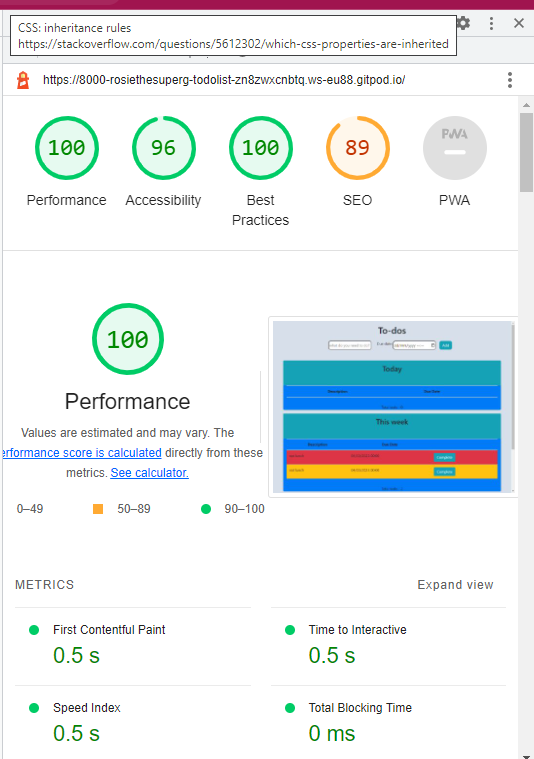 CSS: inheritance rules
https://stackoverflow.com/questions/5612302/which-css-properties-are-inherited
https://8000-rosiethesuperg-todolist-zn8zwxcnbtq.ws-eu88.gitpod.io/
100 96 100 89 PWA
Performance Accessibility Best Practices SEO PWA
100
Performance
Values are estimated and may vary. The
erformance score is calculated directly from these
metrics. See calculator.
0–49 50–89 90–100
To-dos
Today
This week
METRICS Expand view
First Contentful Paint Time to Interactive
0.5 s 0.5 s
Speed Index Total Blocking Time
0.5 s 0 ms